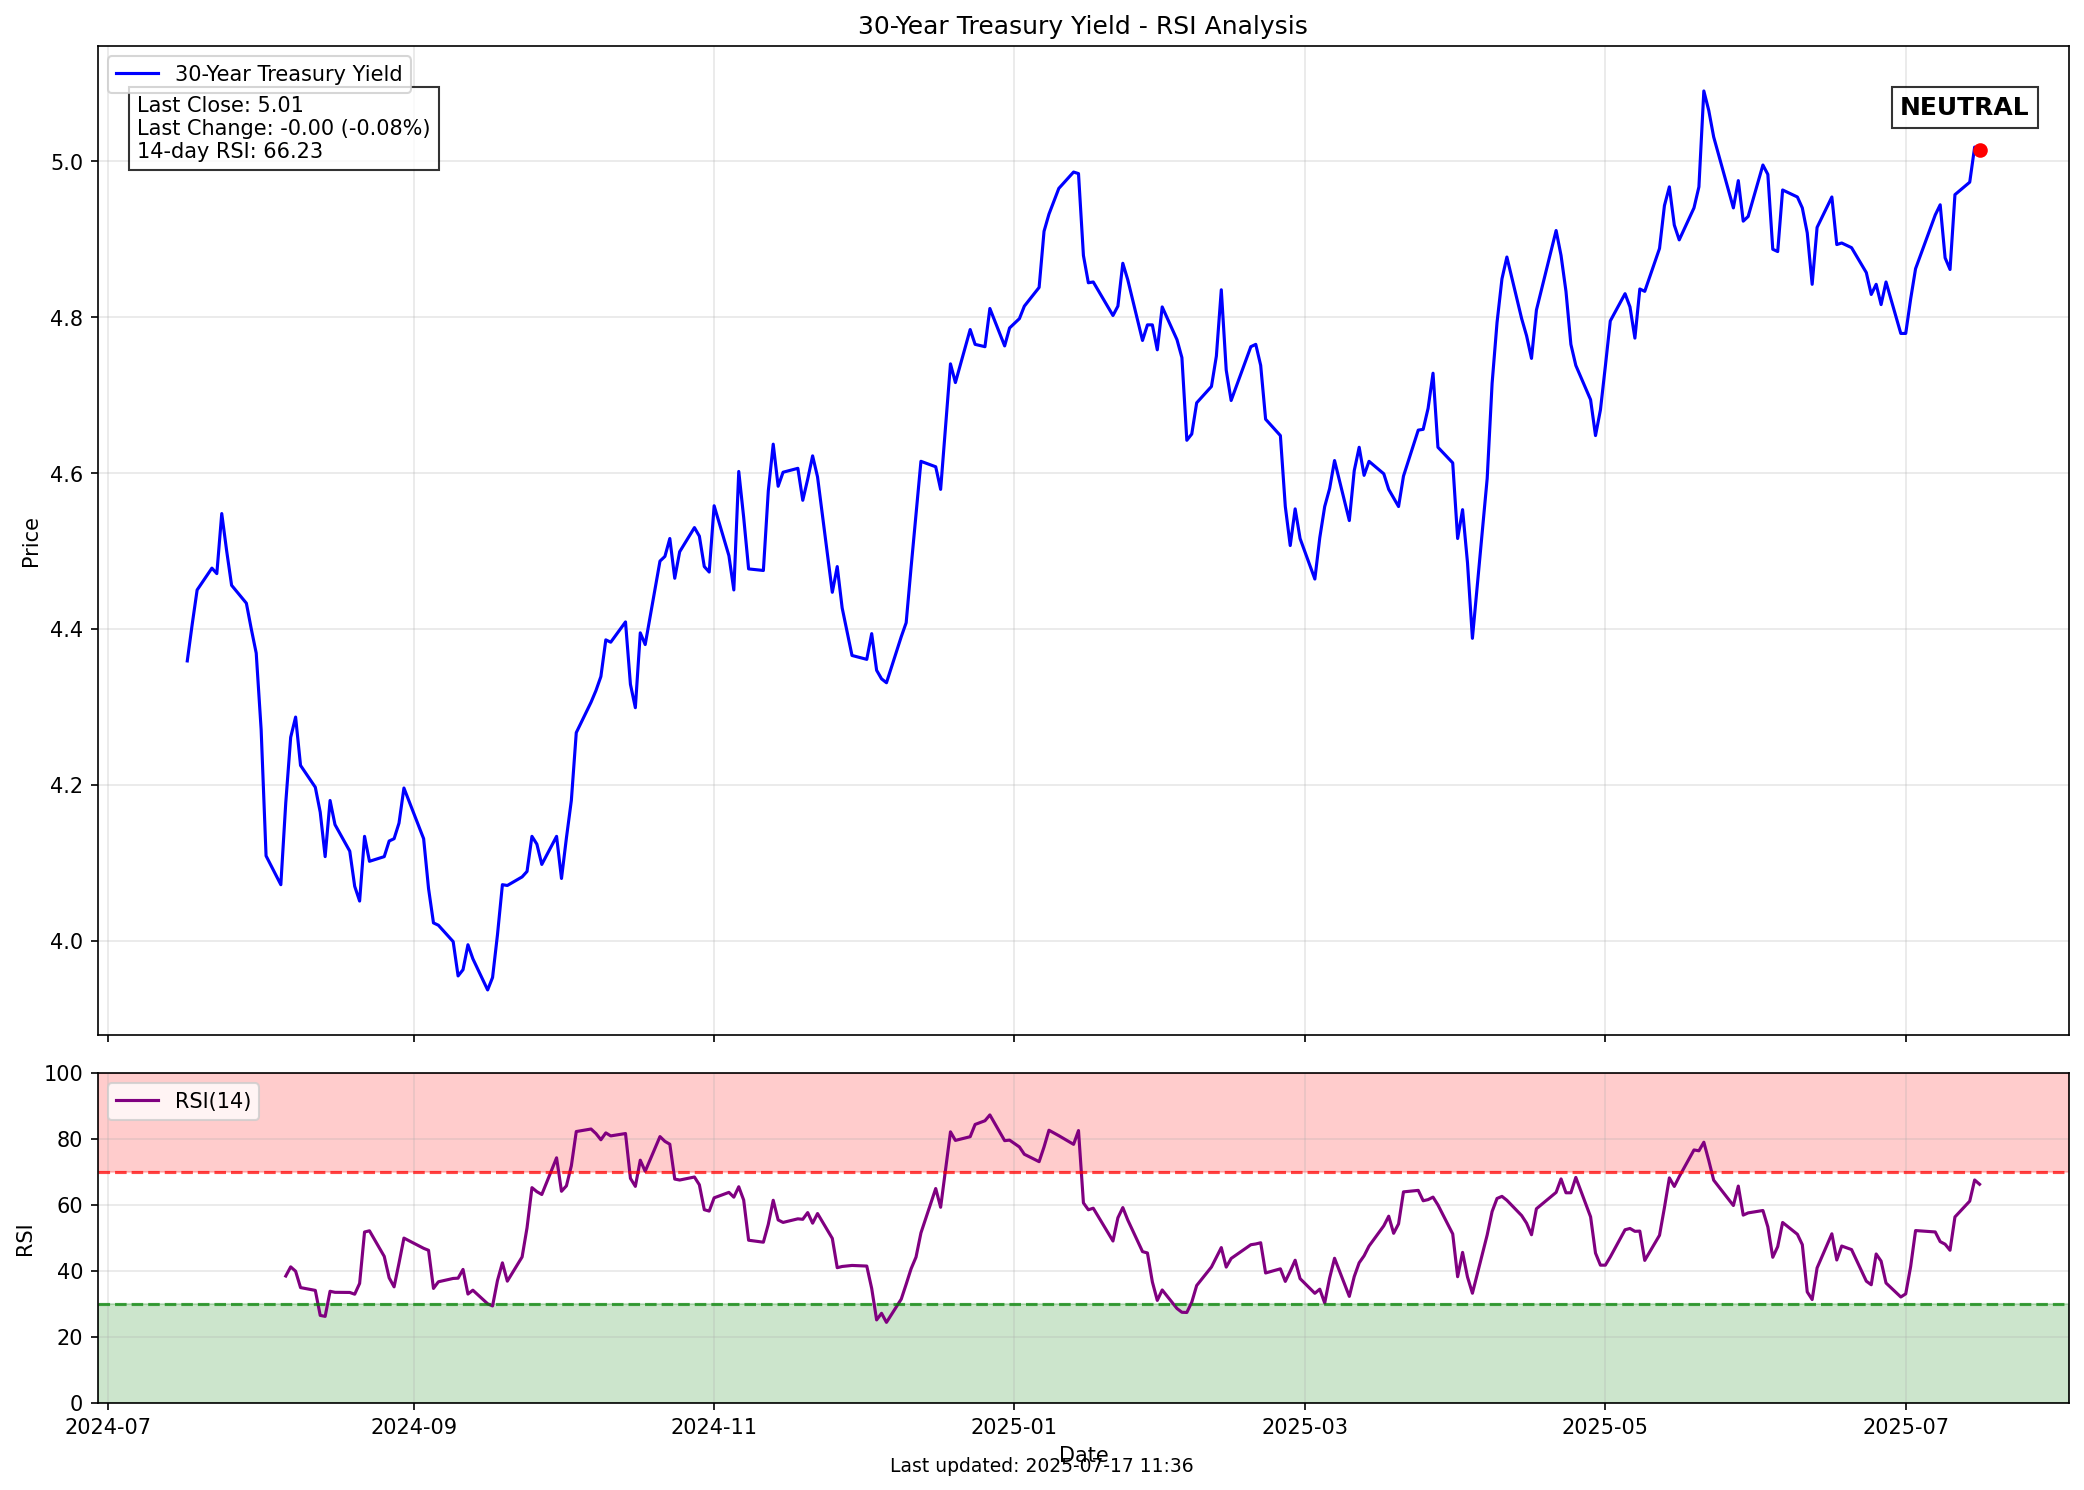 30-Year Treasury Yield - RSI Analysis
30-Year Treasury Yield
Last Close: 5.01
Last Change: -0.00 (-0.08%)
14-day RSI: 66.23
NEUTRAL
Price
5.0
4.8
4.6
4.4
4.2
4.0
RSI(14)
RSI
100
80
60
40
20
0
2024-07 2024-09 2024-11 2025-01 2025-03 2025-05 2025-07
Date
Last updated: 2025-07-17 11:36